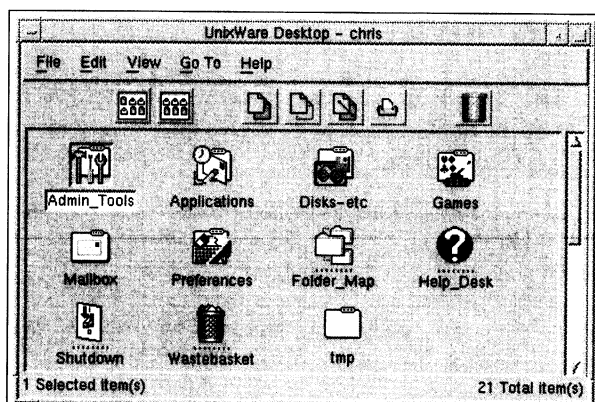 UnixWare Desktop - chris
File Edit View Go To Help
Admin_Tools Applications Disks-etc Games
Mailbox Preferences Folder_Map Help_Desk
Shutdown Wastebasket tmp
1 Selected Item(s) 21 Total Item(s)